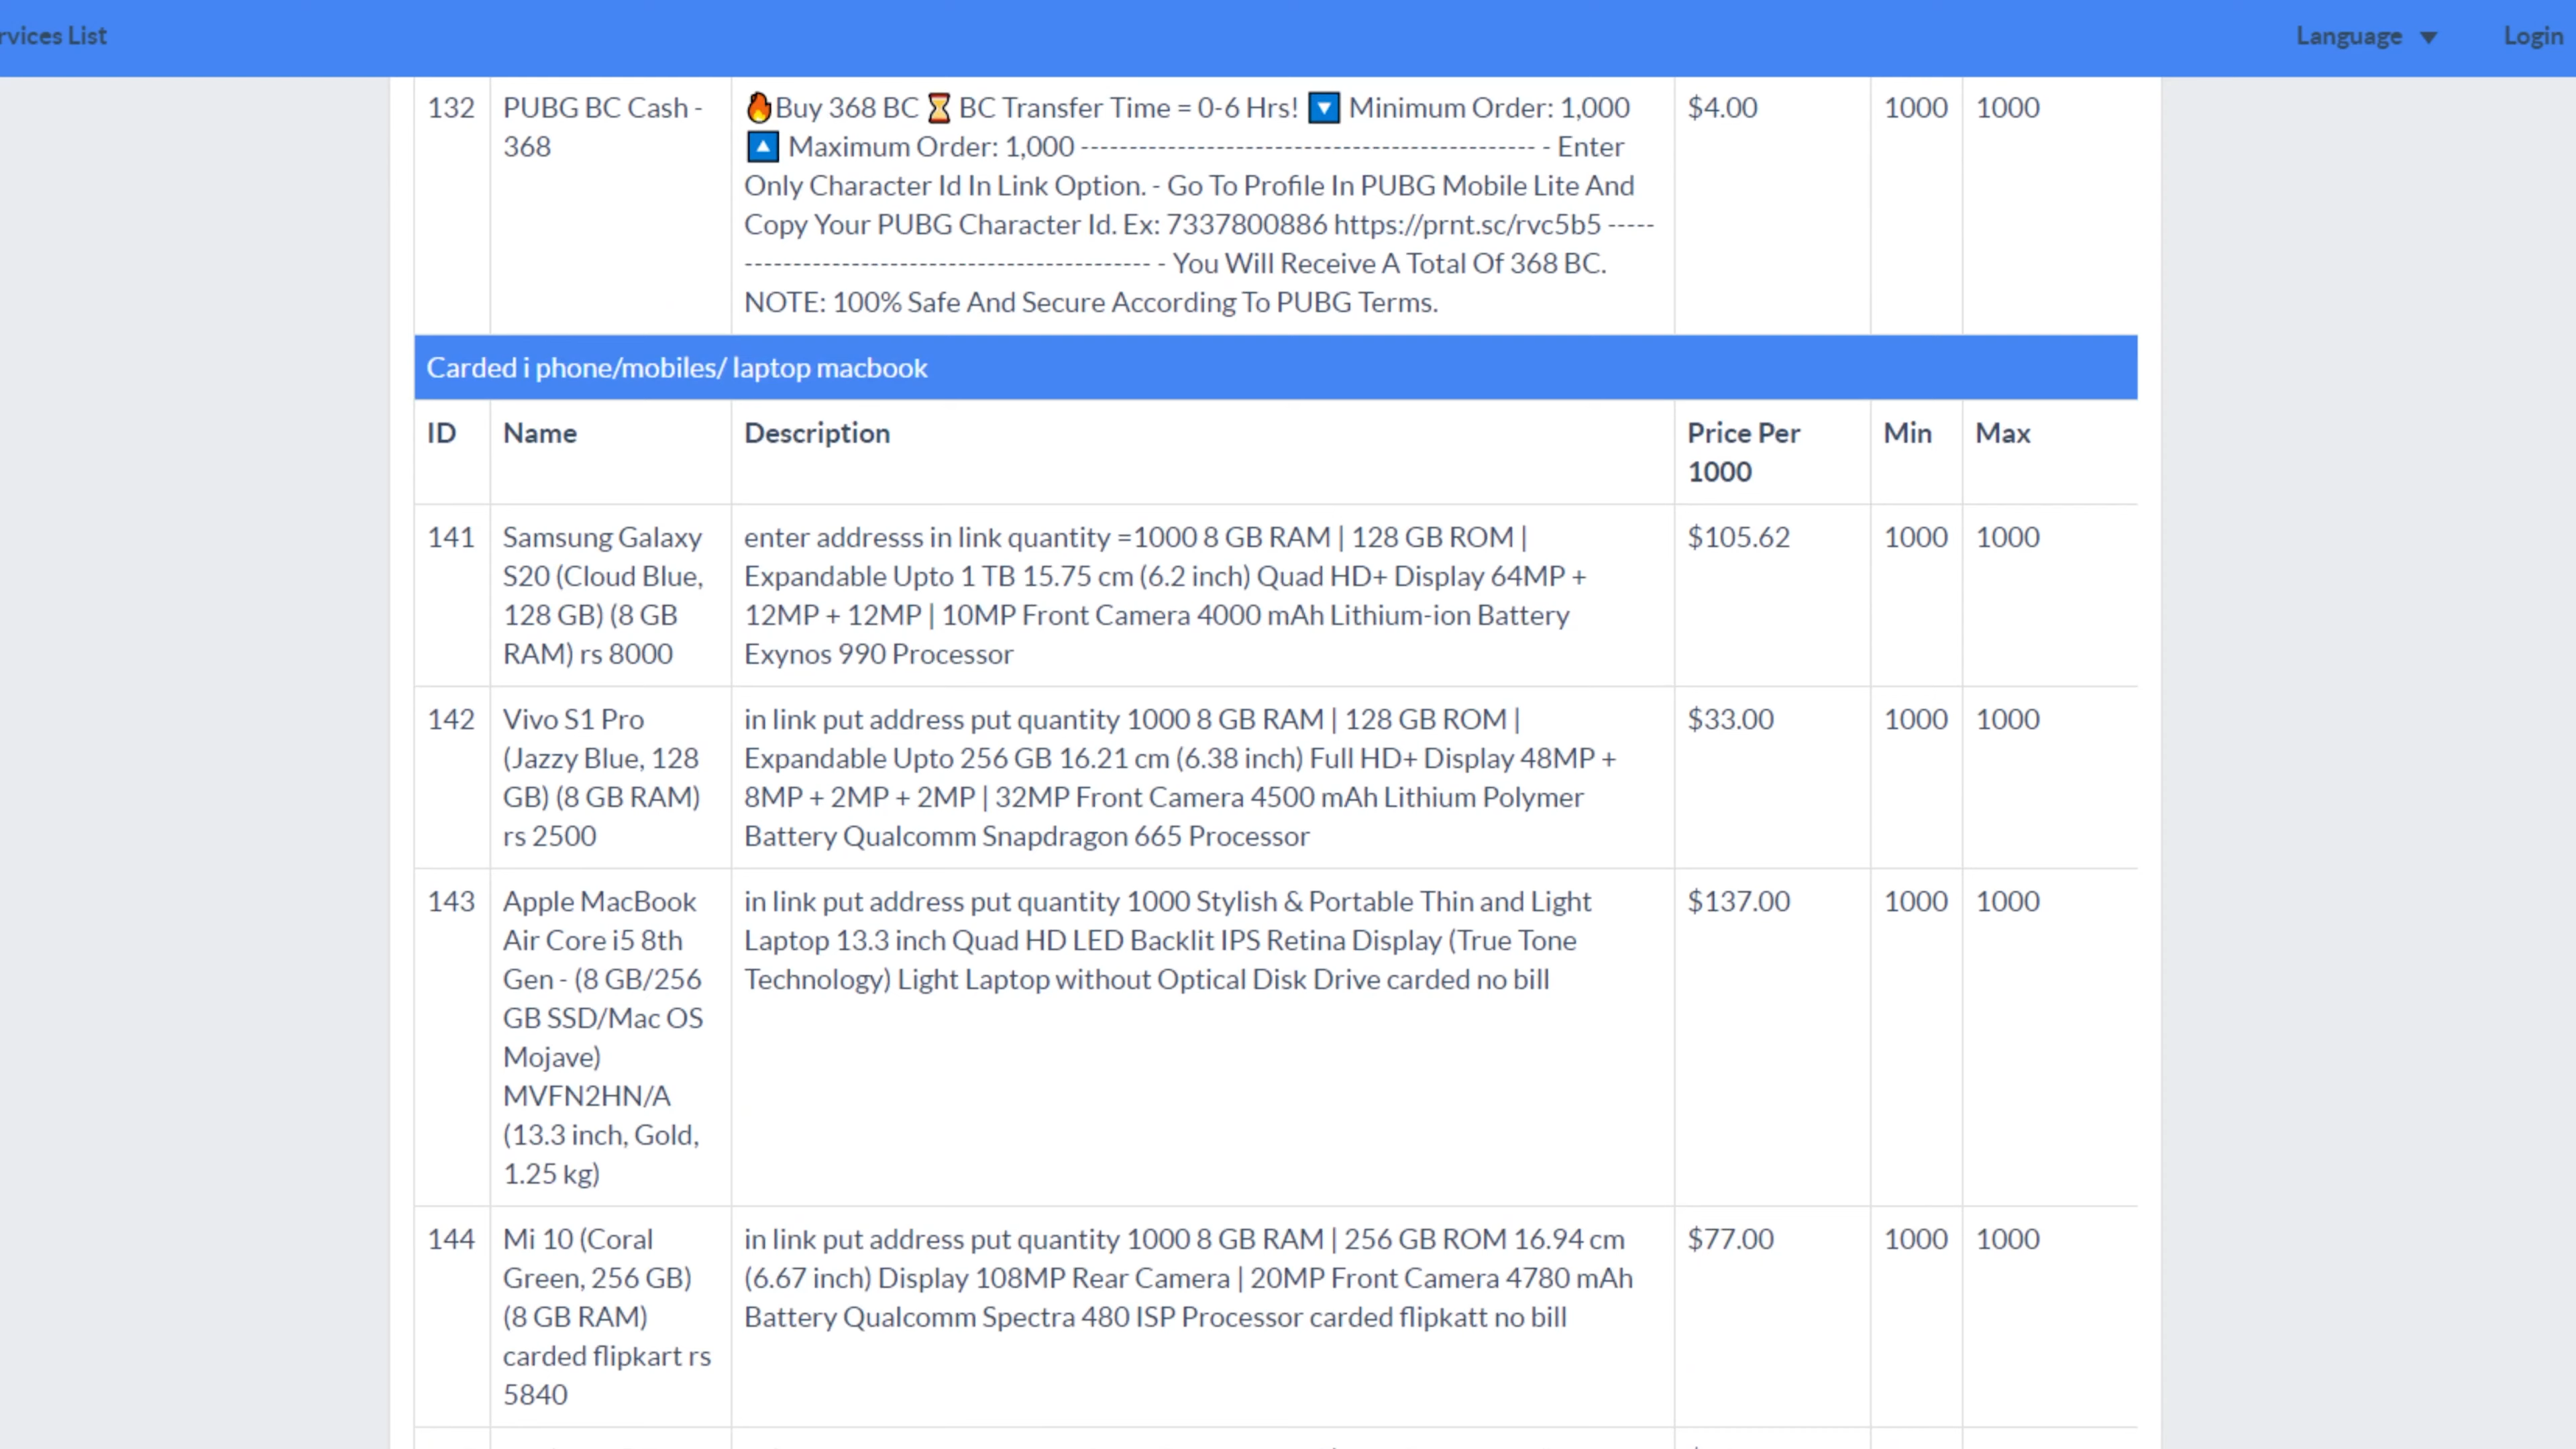 rvices List
Language
Login
132
PUBG BC Cash -
368
🔥Buy 368 BC ⏳ BC Transfer Time = 0-6 Hrs! 🔽 Minimum Order: 1,000
🔼 Maximum Order: 1,000 ----------------------------------------------- - Enter
Only Character Id In Link Option. - Go To Profile In PUBG Mobile Lite And
Copy Your PUBG Character Id. Ex: 7337800886 https://prnt.sc/rvc5b5 -----
------------------------------------------ - You Will Receive A Total Of 368 BC.
NOTE: 100% Safe And Secure According To PUBG Terms.
$4.00
1000
1000
Carded i phone/mobiles/ laptop macbook
ID
Name
Description
Price Per
1000
Min
Max
141
Samsung Galaxy
S20 (Cloud Blue,
128 GB) (8 GB
RAM) rs 8000
enter addresss in link quantity =1000 8 GB RAM | 128 GB ROM |
Expandable Upto 1 TB 15.75 cm (6.2 inch) Quad HD+ Display 64MP +
12MP + 12MP | 10MP Front Camera 4000 mAh Lithium-ion Battery
Exynos 990 Processor
$105.62
1000
1000
142
Vivo S1 Pro
(Jazzy Blue, 128
GB) (8 GB RAM)
rs 2500
in link put address put quantity 1000 8 GB RAM | 128 GB ROM |
Expandable Upto 256 GB 16.21 cm (6.38 inch) Full HD+ Display 48MP +
8MP + 2MP + 2MP | 32MP Front Camera 4500 mAh Lithium Polymer
Battery Qualcomm Snapdragon 665 Processor
$33.00
1000
1000
143
Apple MacBook
Air Core i5 8th
Gen - (8 GB/256
GB SSD/Mac OS
Mojave)
MVFN2HN/A
(13.3 inch, Gold,
1.25 kg)
in link put address put quantity 1000 Stylish & Portable Thin and Light
Laptop 13.3 inch Quad HD LED Backlit IPS Retina Display (True Tone
Technology) Light Laptop without Optical Disk Drive carded no bill
$137.00
1000
1000
144
Mi 10 (Coral
Green, 256 GB)
(8 GB RAM)
carded flipkart rs
5840
in link put address put quantity 1000 8 GB RAM | 256 GB ROM 16.94 cm
(6.67 inch) Display 108MP Rear Camera | 20MP Front Camera 4780 mAh
Battery Qualcomm Spectra 480 ISP Processor carded flipkatt no bill
$77.00
1000
1000